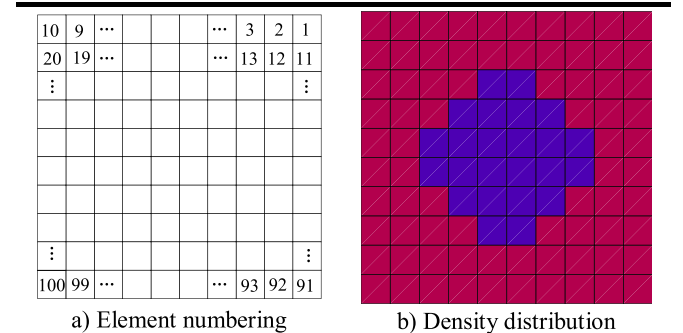 10 9 ··· ··· 3 2 1
20 19 ··· ··· 13 12 11
⋮ ⋮
⋮ ⋮
100 99 ··· ··· 93 92 91
a) Element numbering
b) Density distribution